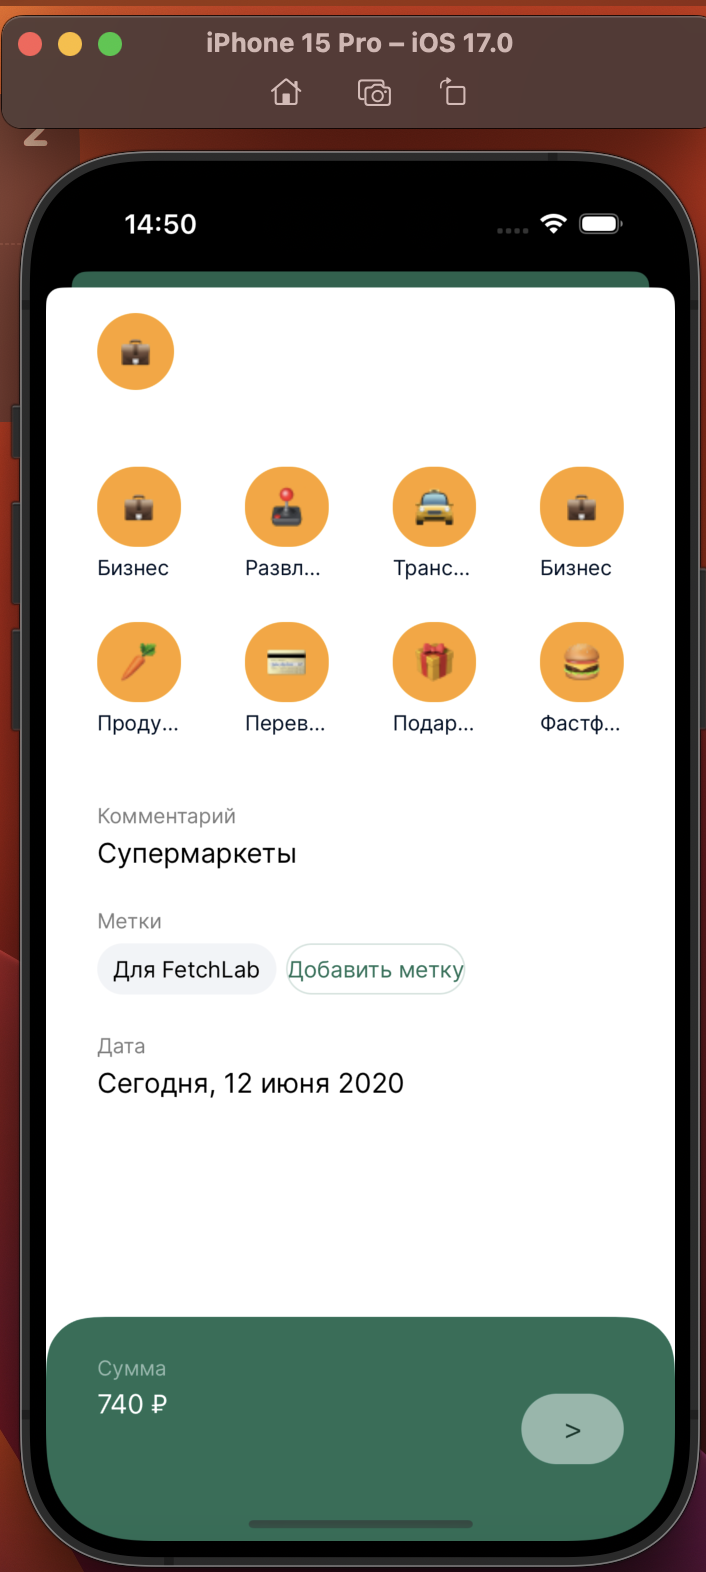 iPhone 15 Pro – iOS 17.0
2
14:50
Бизнес Развл... Транс... Бизнес
Проду... Перев... Подар... Фастф...
Комментарий
Супермаркеты
Метки
Для FetchLab Добавить метку
Дата
Сегодня, 12 июня 2020
Сумма
740 ₽
>